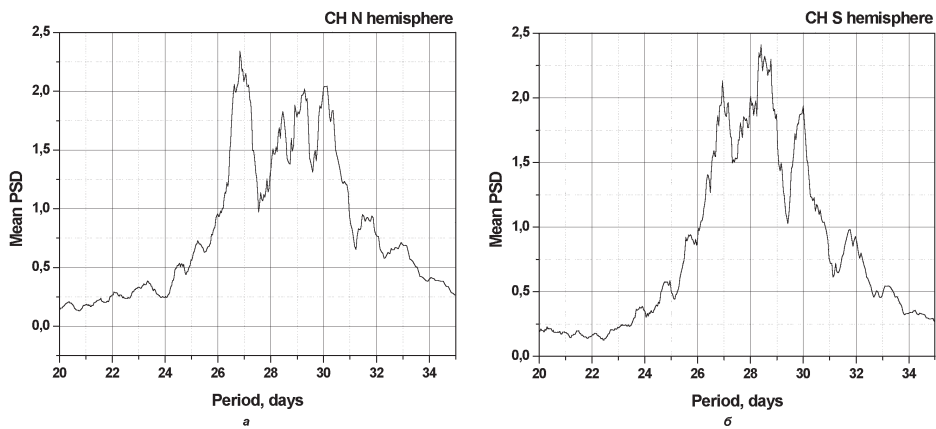 CH N hemisphere
2,5
2,0
1,5
1,0
0,5
0,0
Mean PSD
20 22 24 26 28 30 32 34
Period, days
а
CH S hemisphere
2,5
2,0
1,5
1,0
0,5
0,0
Mean PSD
20 22 24 26 28 30 32 34
Period, days
б